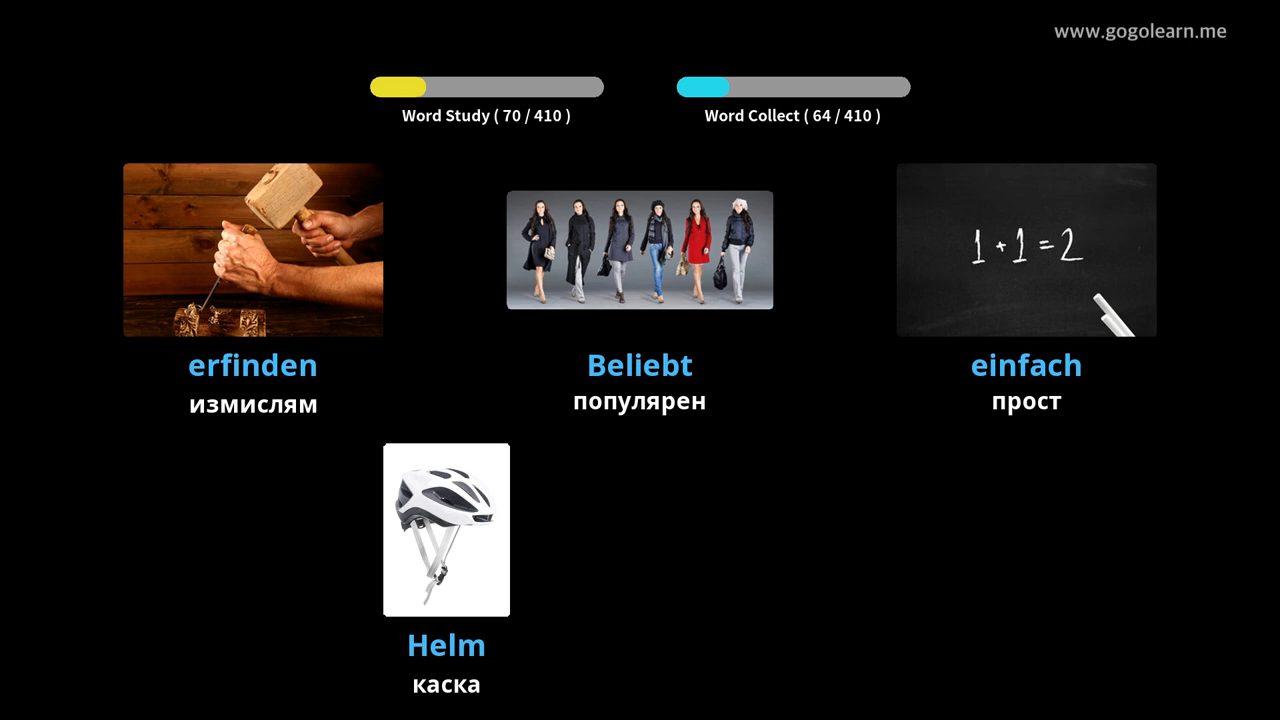 www.gogolearn.me
Word Study ( 70 / 410 )
Word Collect ( 64 / 410 )
1 + 1 = 2
erfinden
Beliebt
einfach
измислям
популярен
прост
Helm
каска